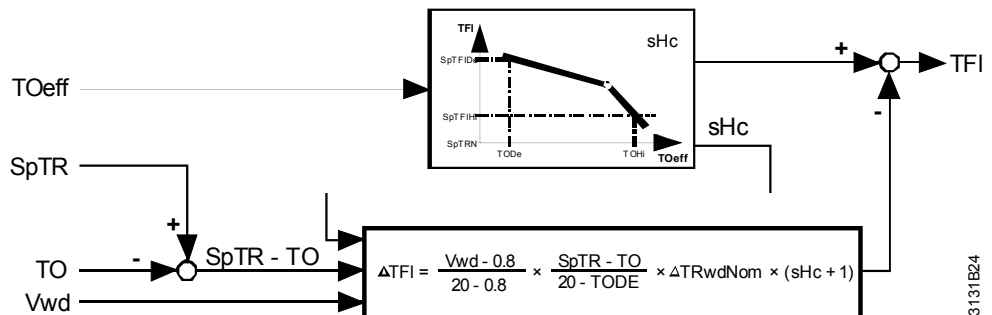 TFI
sHc
SpTFIDe
+
TFI
TOeff
SpTFIHi
-
SpTRN
sHc
TODe
TOHi
TOeff
SpTR
+
TO
-
SpTR - TO
Vwd
ΔTFI = Vwd - 0.8 / 20 - 0.8 × SpTR - TO / 20 - TODE × ΔTRwdNom × (sHc + 1)
3131B24